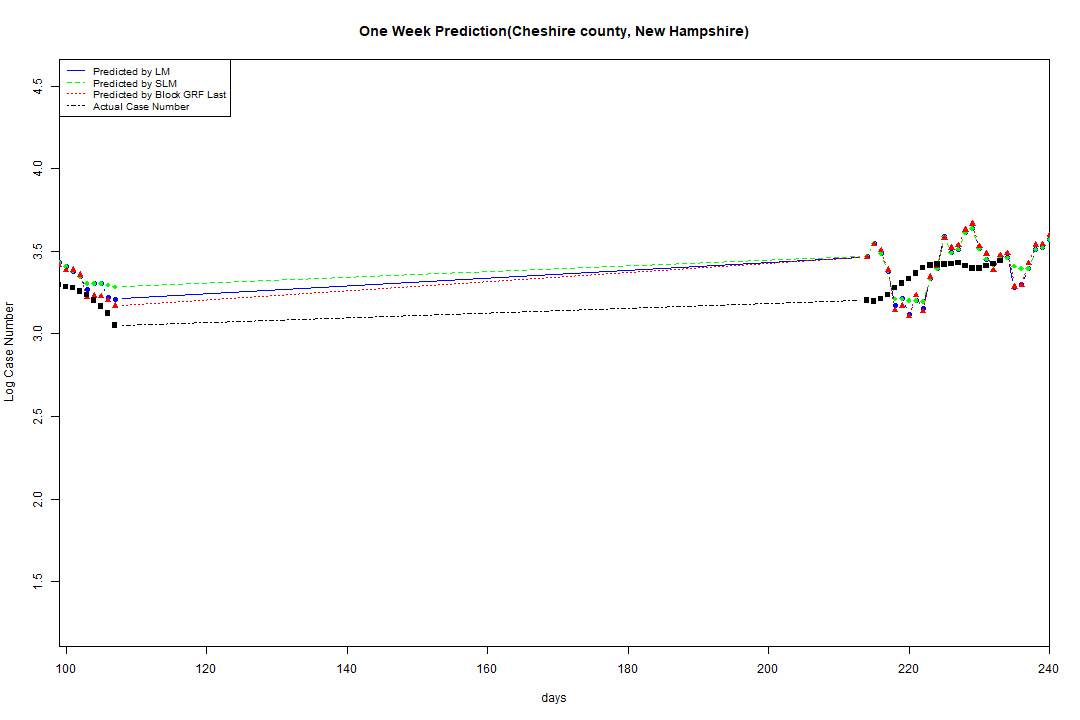 One Week Prediction(Cheshire county, New Hampshire)
Predicted by LM
Predicted by SLM
Predicted by Block GRF Last
Actual Case Number
4.5
4.0
3.5
3.0
2.5
2.0
1.5
Log Case Number
100 120 140 160 180 200 220 240
days